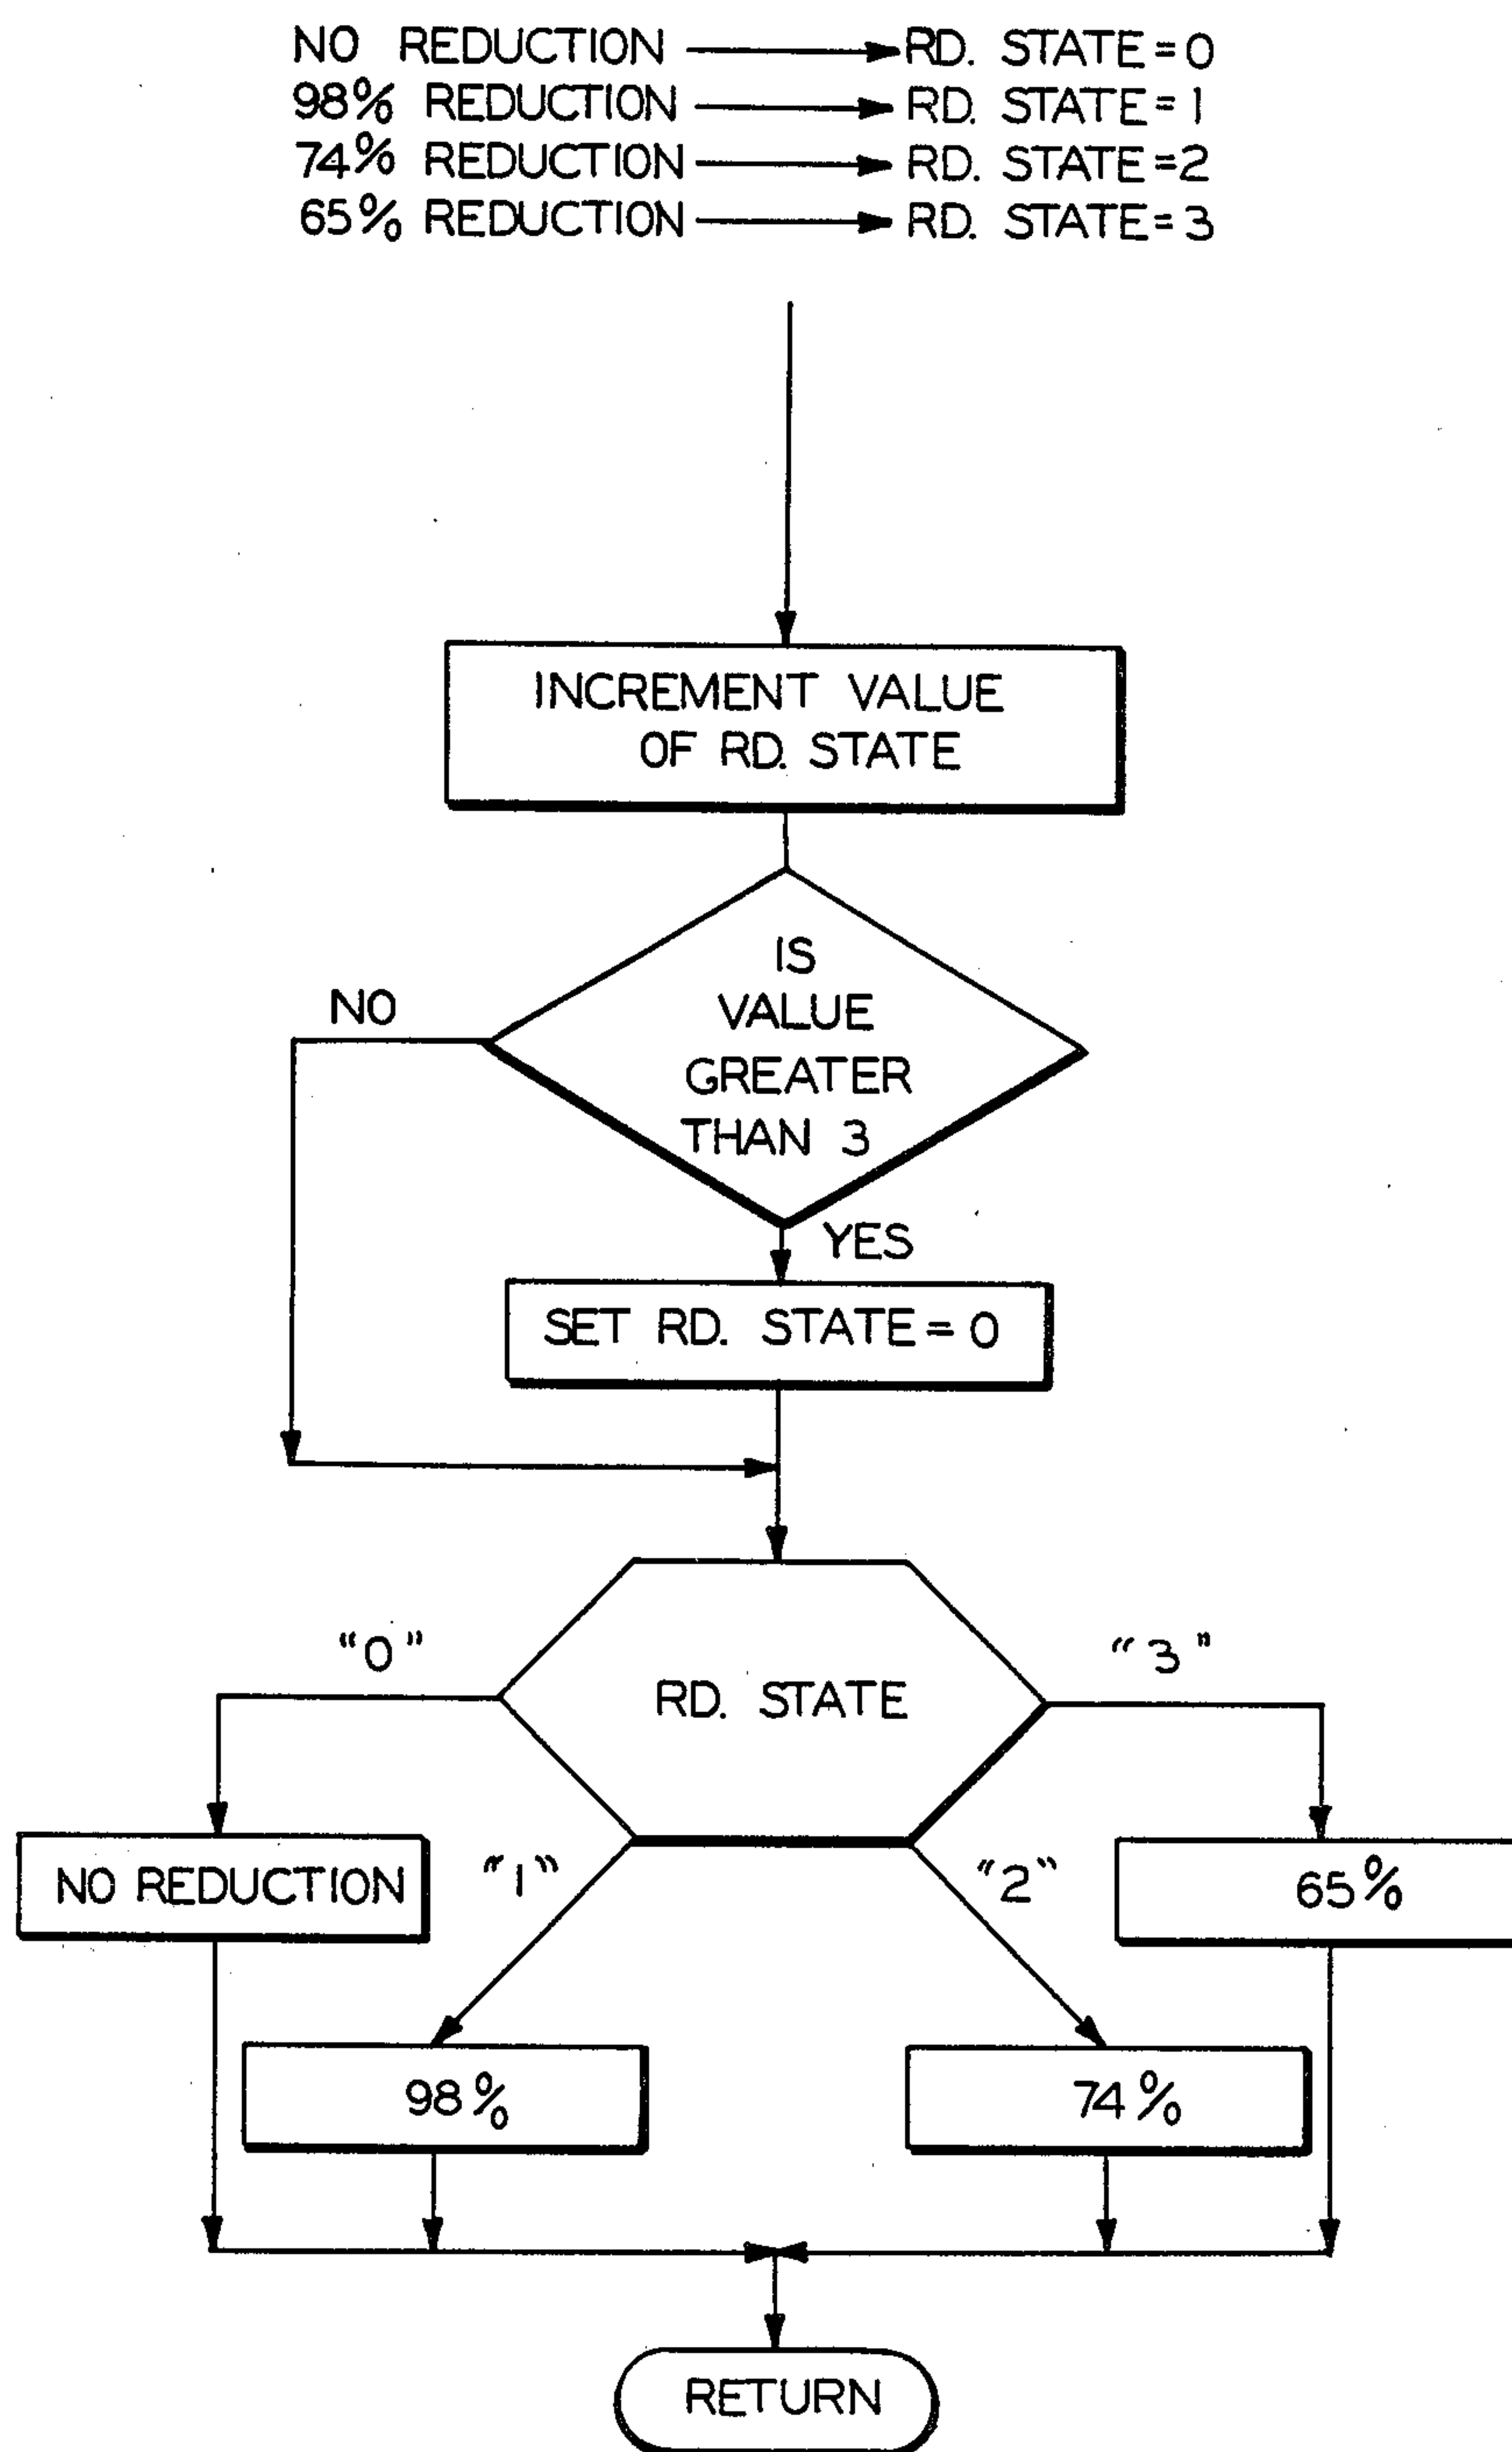 NO REDUCTION RD. STATE=0
98% REDUCTION RD. STATE=1
74% REDUCTION RD. STATE=2
65% REDUCTION RD. STATE=3
INCREMENT VALUE
OF RD. STATE
IS
VALUE
GREATER
THAN 3
NO
YES
SET RD. STATE=0
RD. STATE
"0"
"3"
"1"
"2"
NO REDUCTION
65%
98%
74%
RETURN